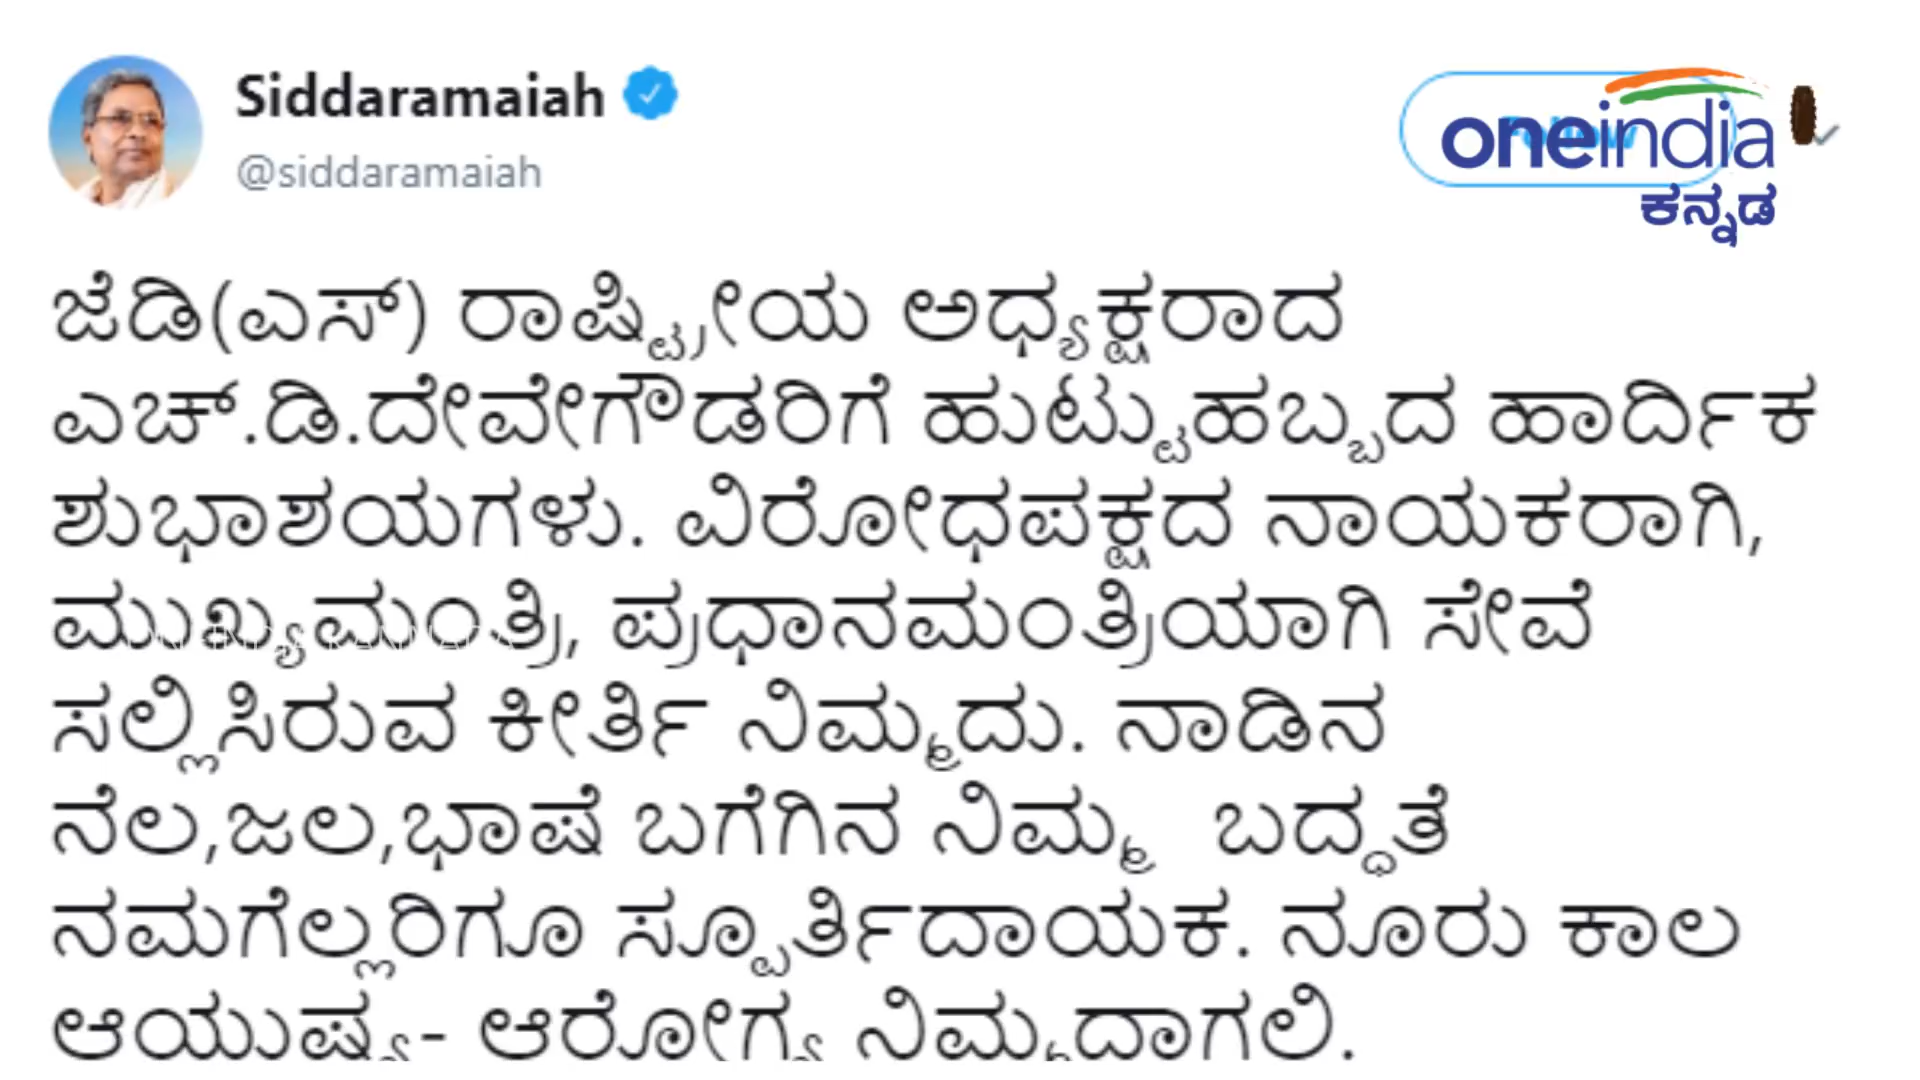 Siddaramaiah
@siddaramaiah
oneindia
ಕನ್ನಡ
ಜೆಡಿ(ಎಸ್) ರಾಷ್ಟ್ರೀಯ ಅಧ್ಯಕ್ಷರಾದ
ಎಚ್.ಡಿ.ದೇವೇಗೌಡರಿಗೆ ಹುಟ್ಟುಹಬ್ಬದ ಹಾರ್ದಿಕ
ಶುಭಾಶಯಗಳು. ವಿರೋಧಪಕ್ಷದ ನಾಯಕರಾಗಿ,
ಮುಖ್ಯಮಂತ್ರಿ, ಪ್ರಧಾನಮಂತ್ರಿಯಾಗಿ ಸೇವೆ
ಸಲ್ಲಿಸಿರುವ ಕೀರ್ತಿ ನಿಮ್ಮದು. ನಾಡಿನ
ನೆಲ,ಜಲ,ಭಾಷೆ ಬಗೆಗಿನ ನಿಮ್ಮ ಬದ್ಧತೆ
ನಮಗೆಲ್ಲರಿಗೂ ಸ್ಪೂರ್ತಿದಾಯಕ. ನೂರು ಕಾಲ
ಆಯುಷ್ಯ- ಆರೋಗ್ಯ ನಿಮ್ಮದಾಗಲಿ.